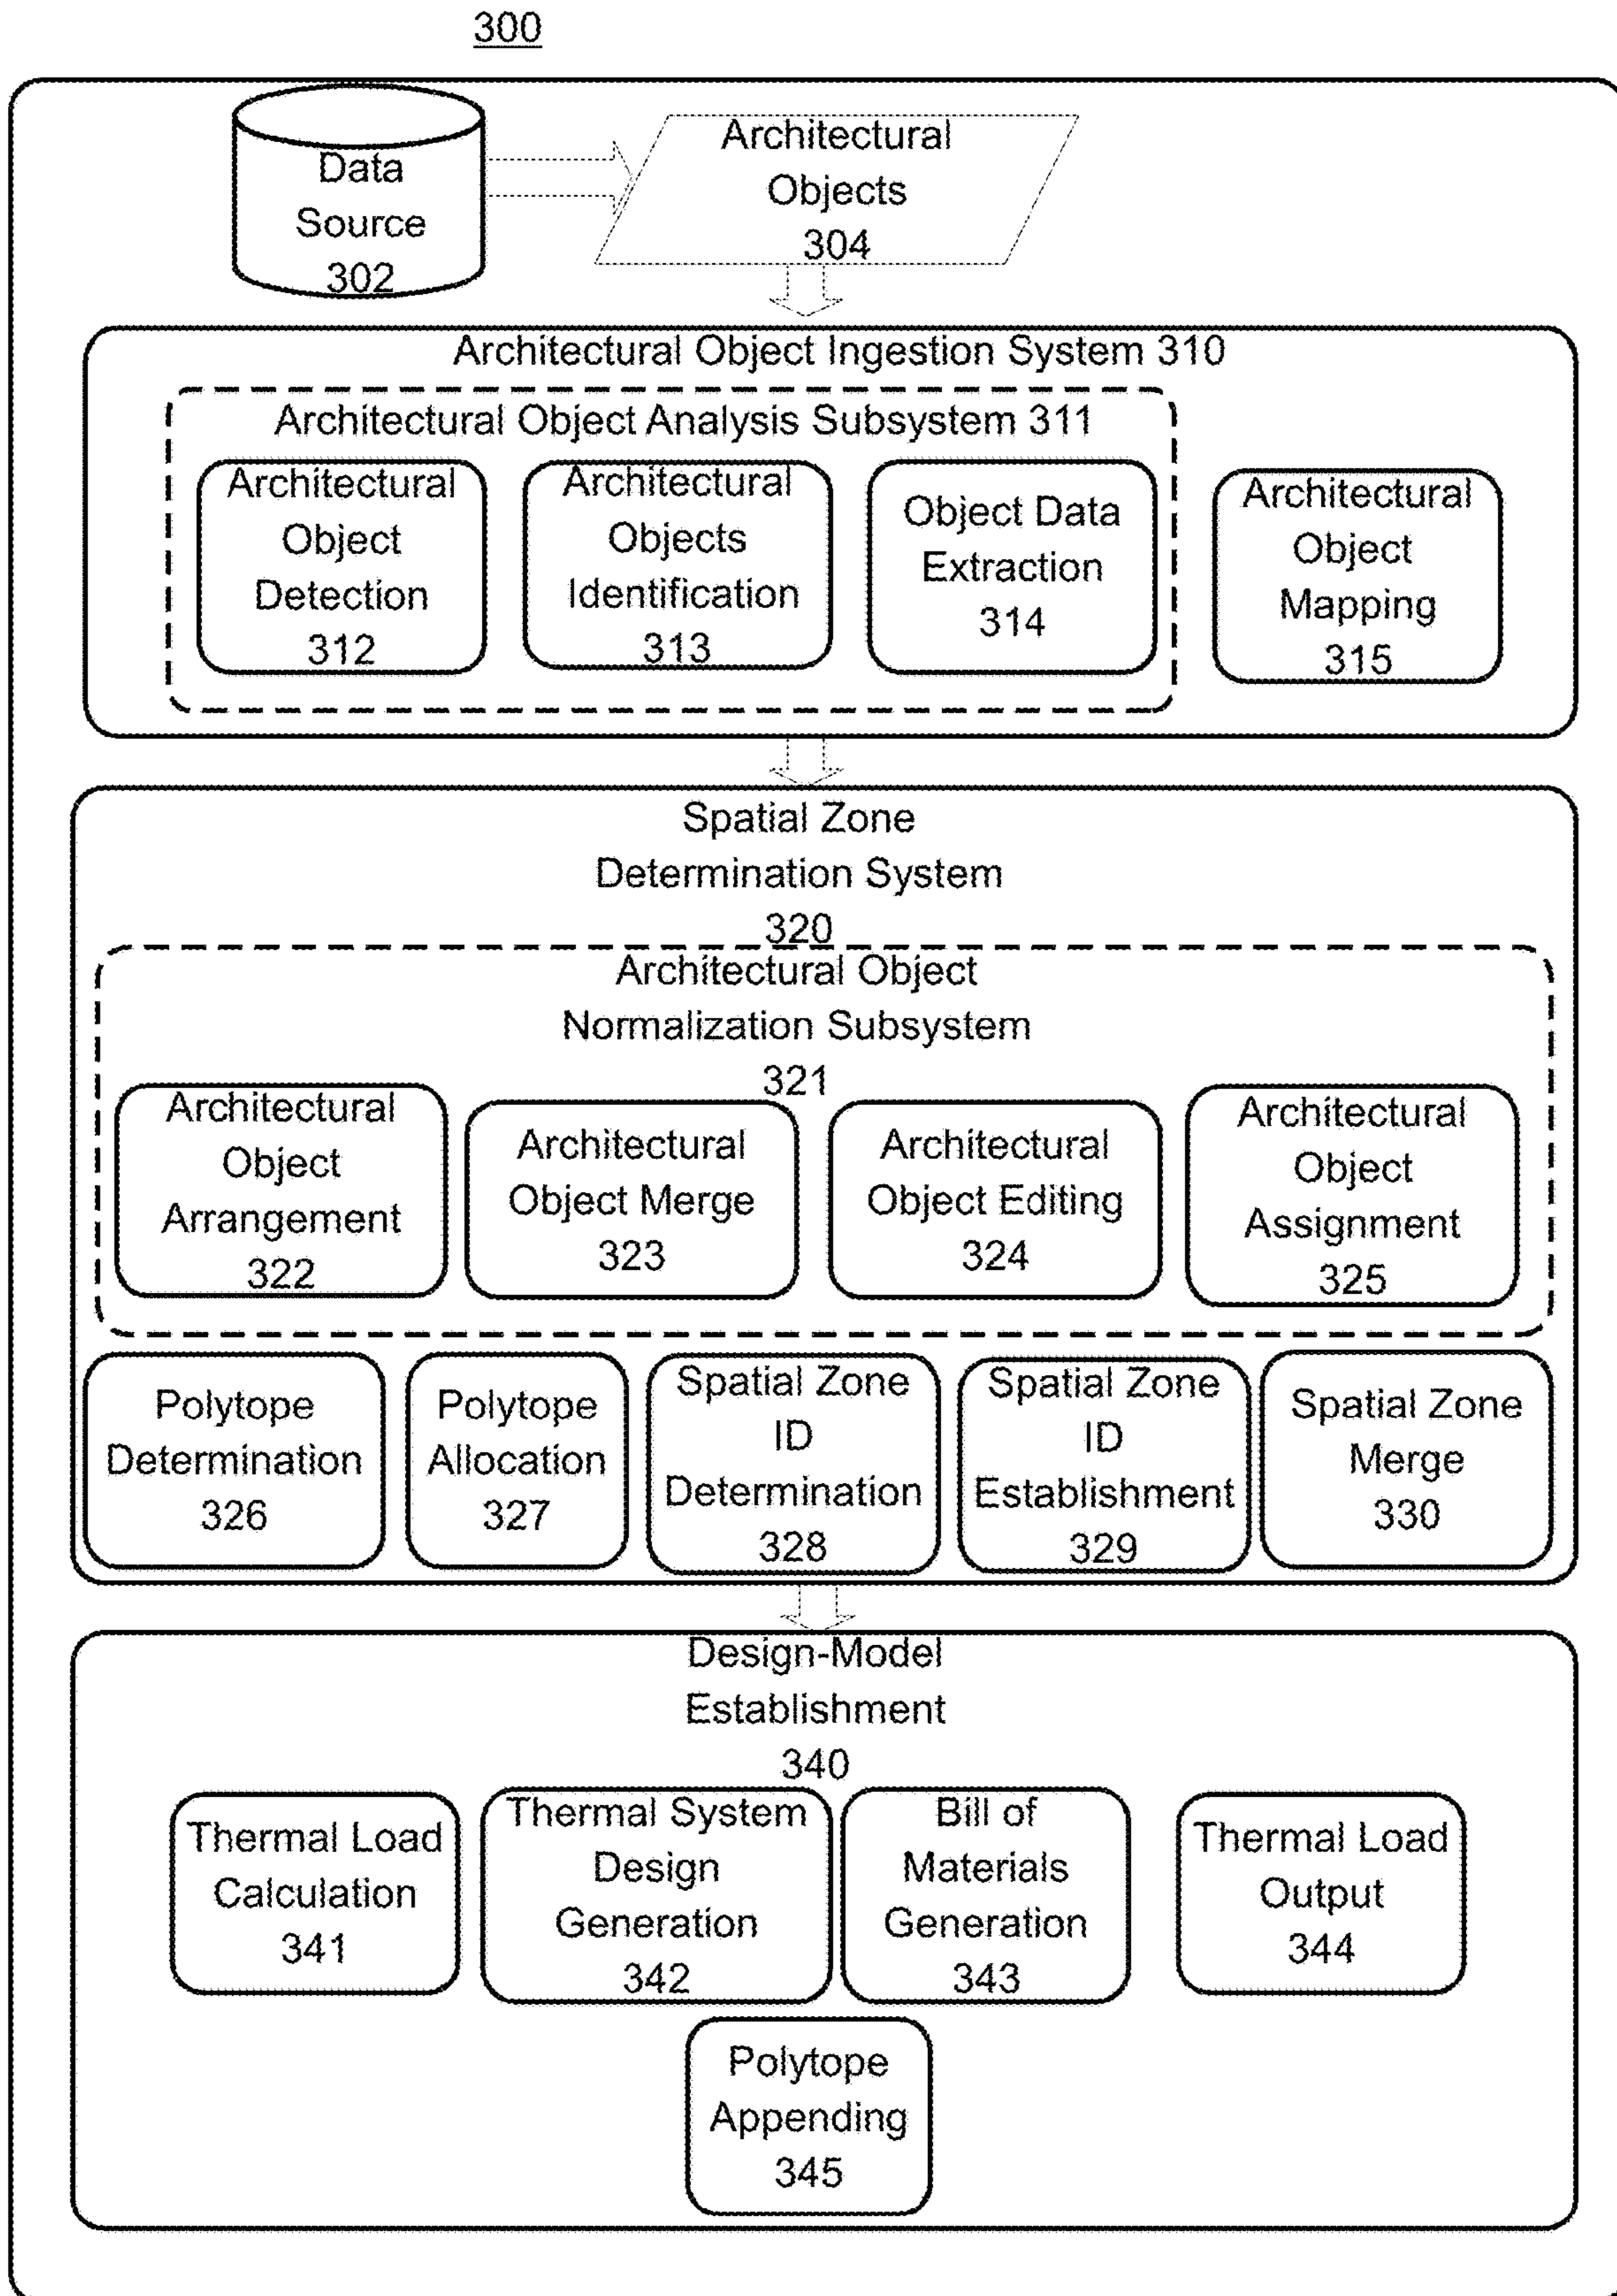 300
Data
Source
302
Architectural
Objects
304
Architectural Object Ingestion System 310
Architectural Object Analysis Subsystem 311
Architectural
Object
Detection
312
Architectural
Objects
Identification
313
Object Data
Extraction
314
Architectural
Object
Mapping
315
Spatial Zone
Determination System
320
Architectural Object
Normalization Subsystem
321
Architectural
Object
Arrangement
322
Architectural
Object Merge
323
Architectural
Object Editing
324
Architectural
Object
Assignment
325
Polytope
Determination
326
Polytope
Allocation
327
Spatial Zone
ID
Determination
328
Spatial Zone
ID
Establishment
329
Spatial Zone
Merge
330
Design-Model
Establishment
340
Thermal Load
Calculation
341
Thermal System
Design
Generation
342
Bill of
Materials
Generation
343
Thermal Load
Output
344
Polytope
Appending
345